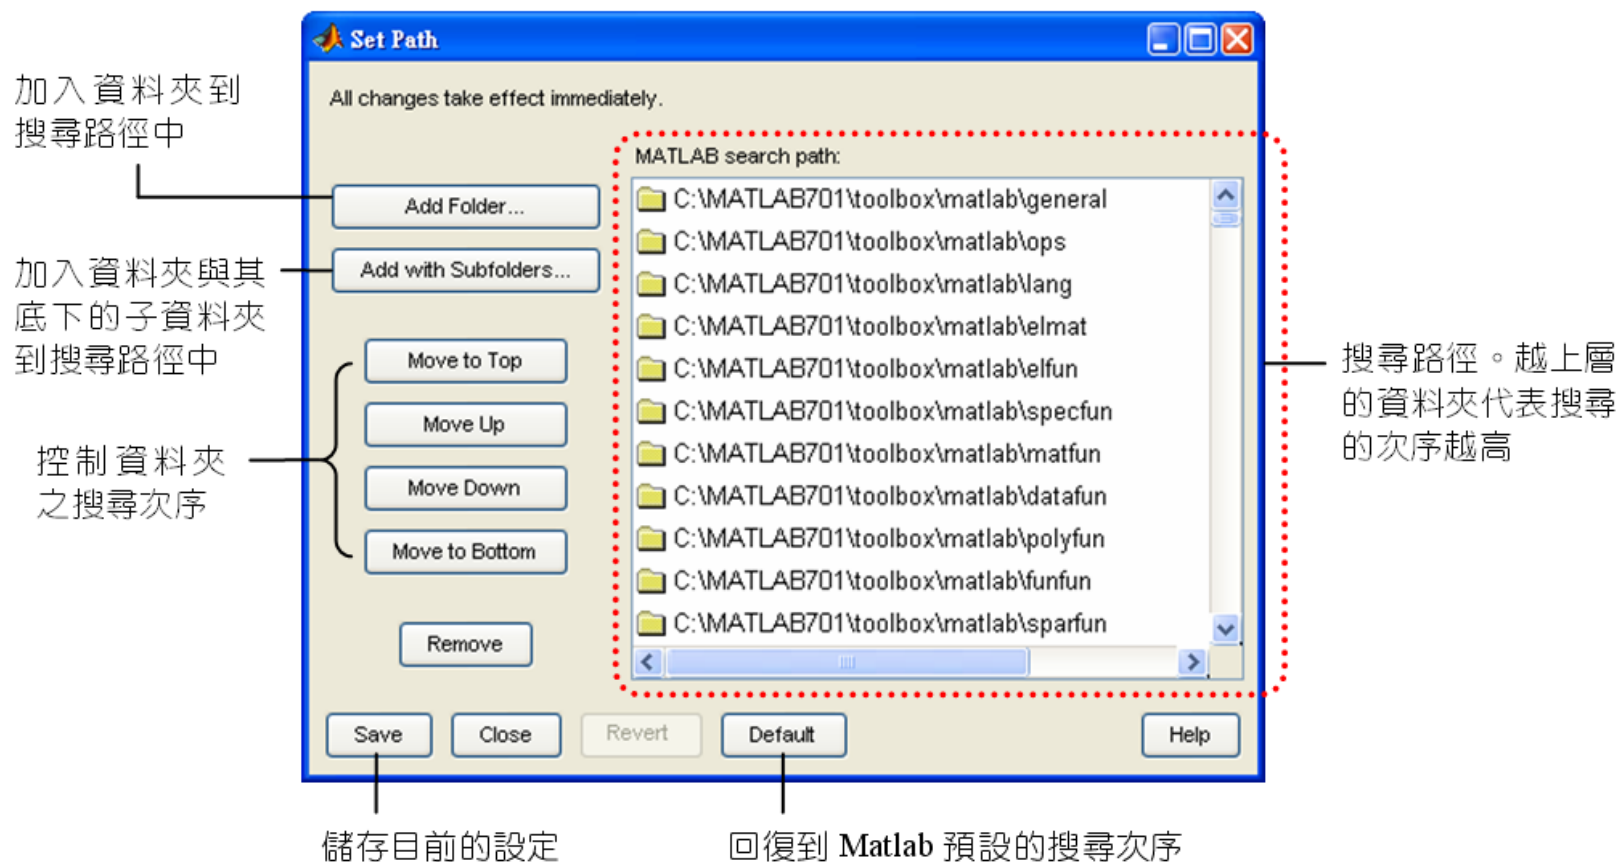 Set Path
All changes take effect immediately.
加入資料夾到
搜尋路徑中
MATLAB search path:
Add Folder...
Add with Subfolders...
加入資料夾與其
底下的子資料夾
到搜尋路徑中
Move to Top
Move Up
Move Down
Move to Bottom
控制資料夾
之搜尋次序
Remove
C:\MATLAB701\toolbox\matlab\general
C:\MATLAB701\toolbox\matlab\ops
C:\MATLAB701\toolbox\matlab\lang
C:\MATLAB701\toolbox\matlab\elmat
C:\MATLAB701\toolbox\matlab\elfun
C:\MATLAB701\toolbox\matlab\specfun
C:\MATLAB701\toolbox\matlab\matfun
C:\MATLAB701\toolbox\matlab\datafun
C:\MATLAB701\toolbox\matlab\polyfun
C:\MATLAB701\toolbox\matlab\funfun
C:\MATLAB701\toolbox\matlab\sparfun
搜尋路徑。越上層
的資料夾代表搜尋
的次序越高
Save
Close
Revert
Default
Help
儲存目前的設定
回復到 Matlab 預設的搜尋次序